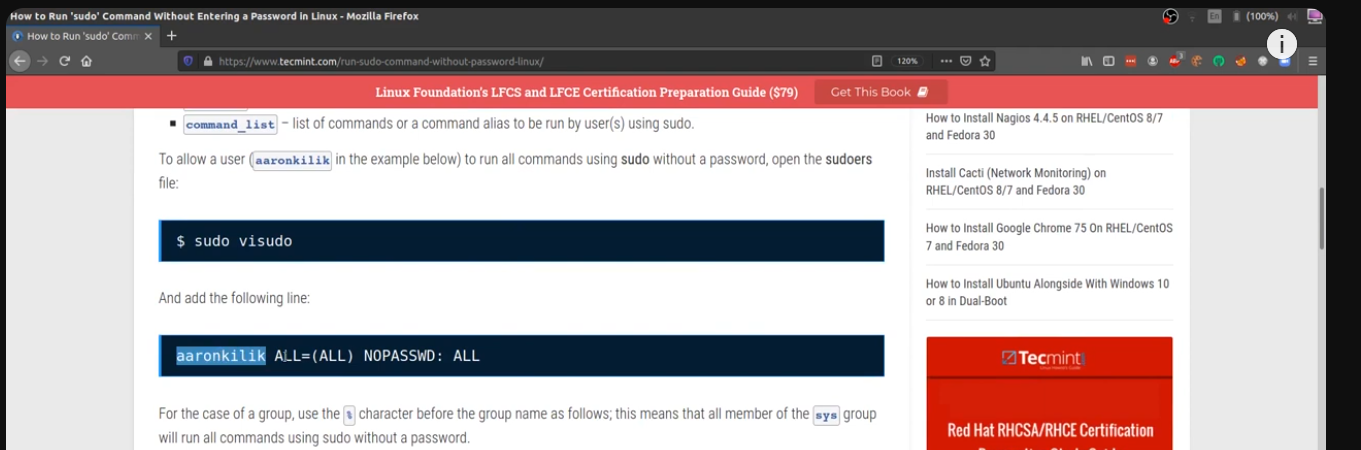 How to Run 'sudo' Command Without Entering a Password in Linux - Mozilla Firefox
En (100%)
How to Run 'sudo' Comm
https://www.tecmint.com/run-sudo-command-without-password-linux/
120%
i
Linux Foundation's LFCS and LFCE Certification Preparation Guide ($79) Get This Book
command_list – list of commands or a command alias to be run by user(s) using sudo.
To allow a user (aaronkilik in the example below) to run all commands using sudo without a password, open the sudoers
file:
$ sudo visudo
And add the following line:
aaronkilik ALL=(ALL) NOPASSWD: ALL
For the case of a group, use the % character before the group name as follows; this means that all member of the sys group
will run all commands using sudo without a password.
How to Install Nagios 4.4.5 on RHEL/CentOS 8/7
and Fedora 30
Install Cacti (Network Monitoring) on
RHEL/CentOS 8/7 and Fedora 30
How to Install Google Chrome 75 On RHEL/CentOS
7 and Fedora 30
How to Install Ubuntu Alongside With Windows 10
or 8 in Dual-Boot
Tecmint
Red Hat RHCSA/RHCE Certification